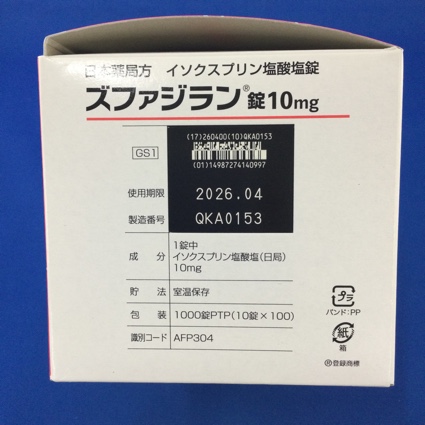 日本薬局方 イソクスプリン塩酸塩錠
ズファジラン®錠10mg
(17)260400(10)QKA0153
GS1
(01)14987274140997
使用期限 2026.04
製造番号 QKA0153
成分 1錠中
イソクスプリン塩酸塩(日局)
10mg
貯法 室温保存
包装 1000錠PTP(10錠×100)
識別コード AFP304
プラ
バンド:PP
紙
箱
®登録商標